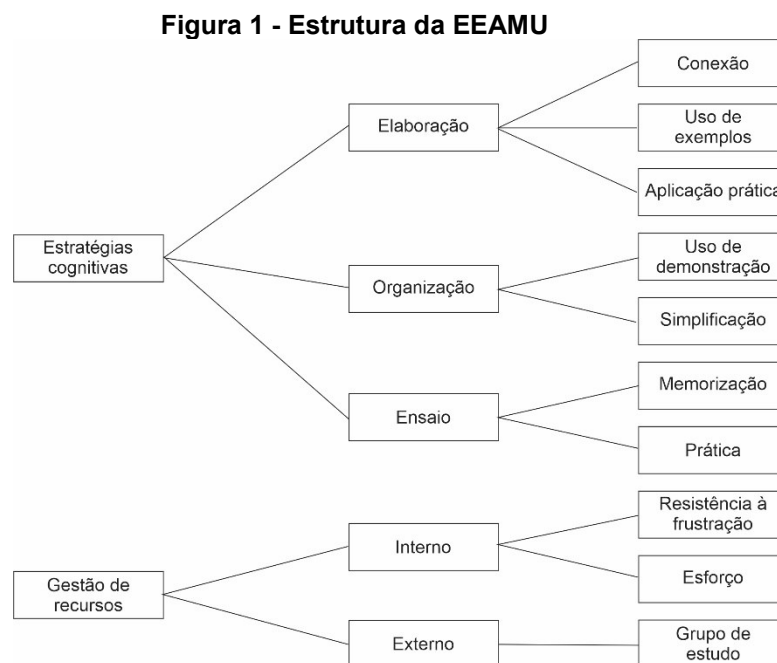 Figura 1 - Estrutura da EEAMU
Estratégias
cognitivas
Elaboração
Conexão
Uso de
exemplos
Aplicação prática
Organização
Uso de
demonstração
Simplificação
Ensaio
Memorização
Prática
Gestão de
recursos
Interno
Resistência à
frustração
Esforço
Externo
Grupo de
estudo